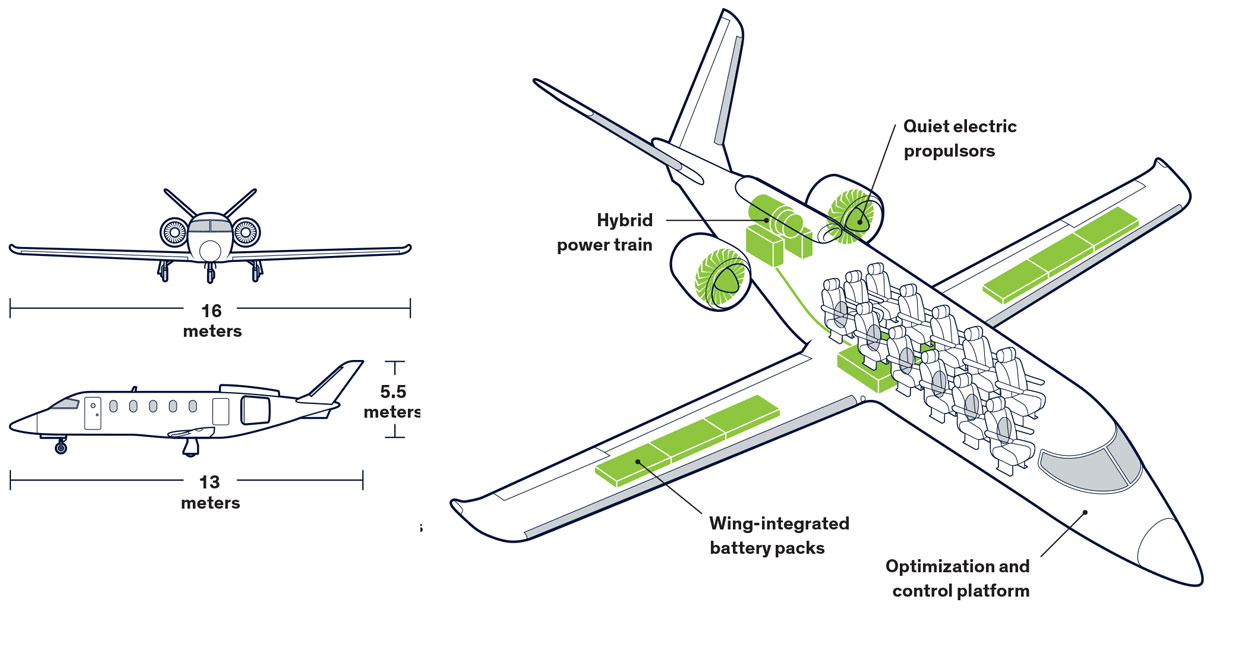 16
meters
5.5
meters
13
meters
Quiet electric
propulsors
Hybrid
power train
Wing-integrated
battery packs
Optimization and
control platform